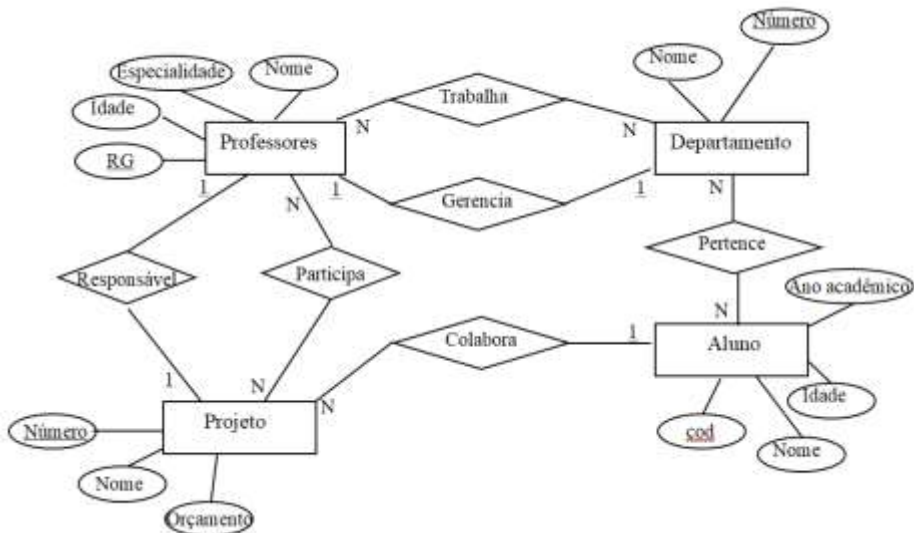 Número
Nome
Especialidade
Nome
Trabalha
Idade
N
N
Professores
Departamento
RG
1
N
1
Gerencia
1
N
Pertence
Responsável
Participa
Ano acadêmico
Colabora
1
N
Aluno
1
N
N
Idade
Projeto
Número
cod
Nome
Nome
Orçamento